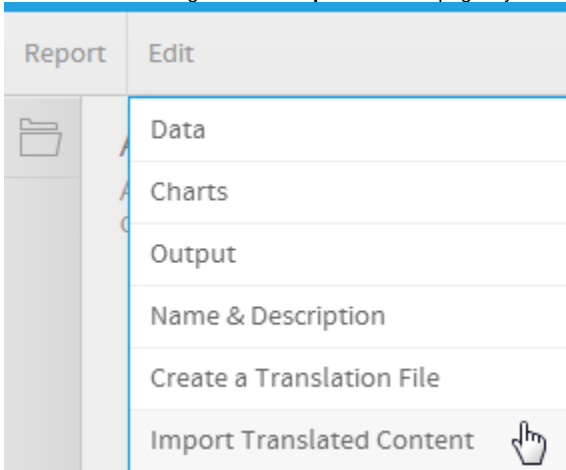 Report Edit
Data
Charts
Output
Name & Description
Create a Translation File
Import Translated Content